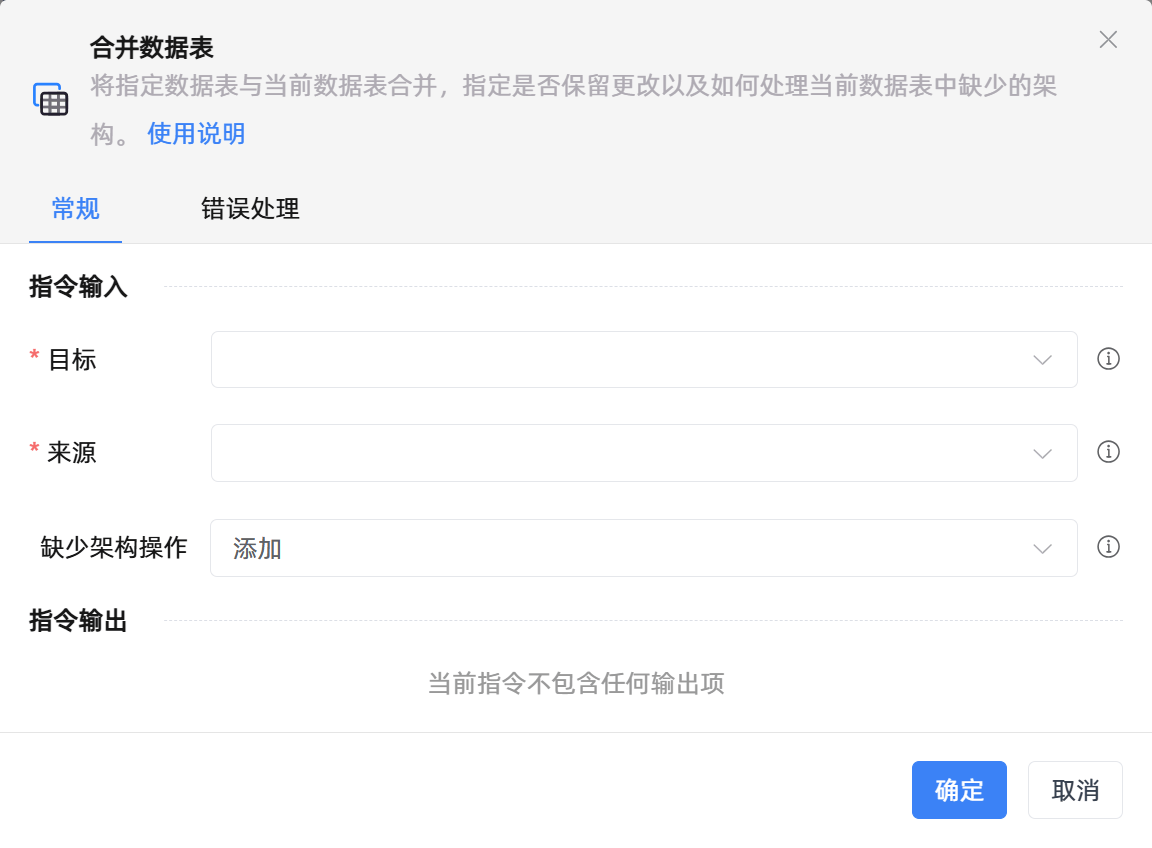 合并数据表
将指定数据表与当前数据表合并，指定是否保留更改以及如何处理当前数据表中缺少的架
构。 使用说明
常规 错误处理
指令输入
* 目标
* 来源
缺少架构操作 添加
指令输出
当前指令不包含任何输出项
确定 取消